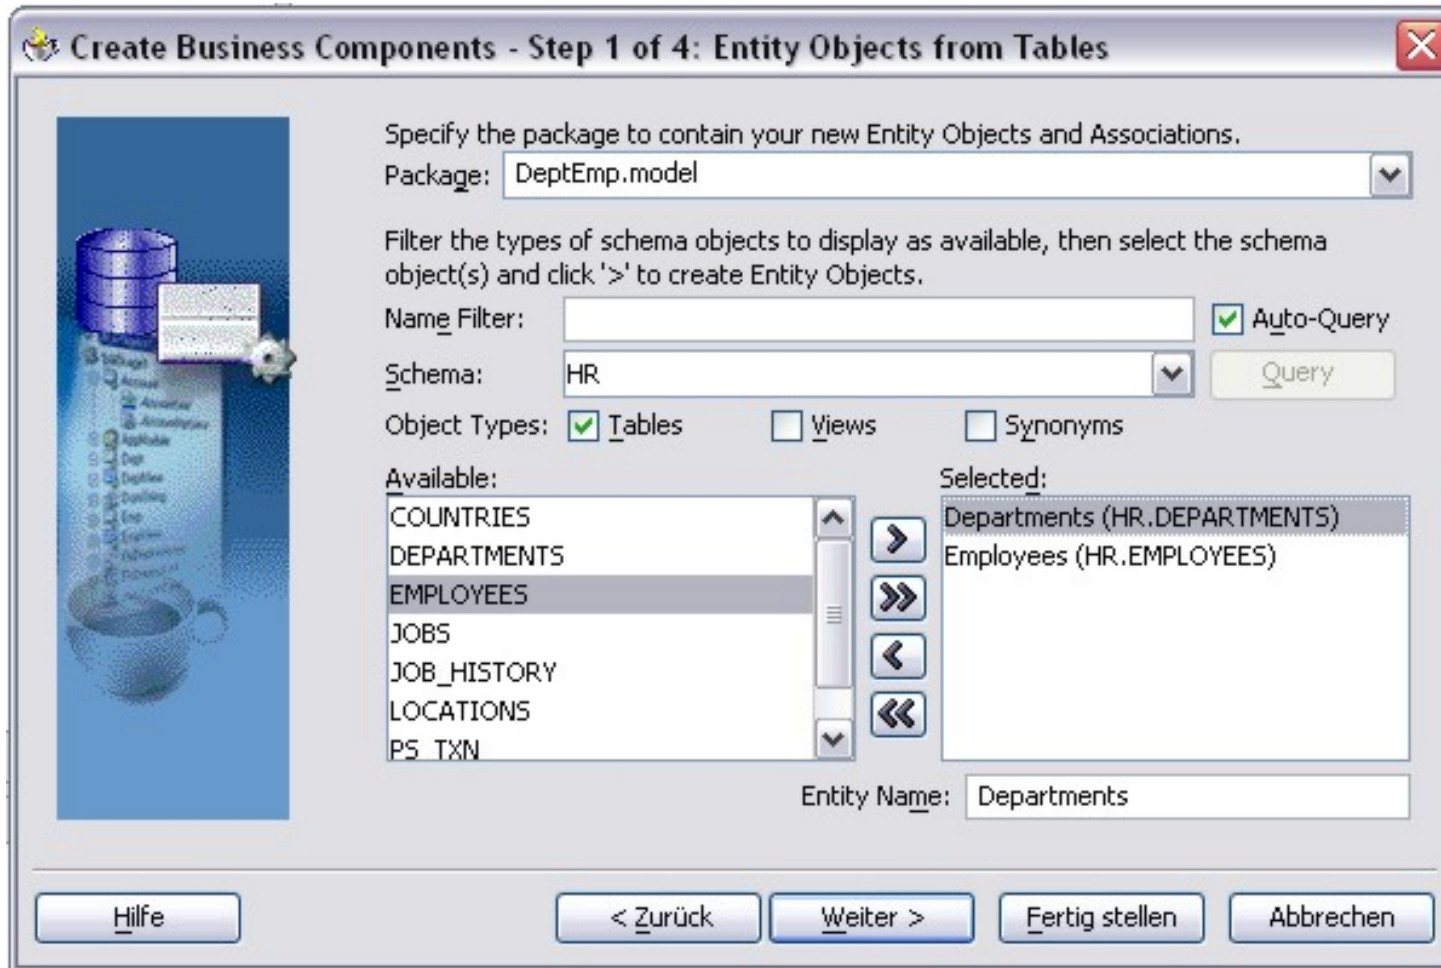 Create Business Components - Step 1 of 4: Entity Objects from Tables
Specify the package to contain your new Entity Objects and Associations.
Package: DeptEmp.model
Filter the types of schema objects to display as available, then select the schema
object(s) and click '>' to create Entity Objects.
Name Filter: Auto-Query
Schema: HR Query
Object Types: Tables Views Synonyms
Available: Selected:
COUNTRIES Departments (HR.DEPARTMENTS)
DEPARTMENTS Employees (HR.EMPLOYEES)
EMPLOYEES
JOBS
JOB_HISTORY
LOCATIONS
PS_TXN
Entity Name: Departments
Hilfe < Zurück Weiter > Fertig stellen Abbrechen